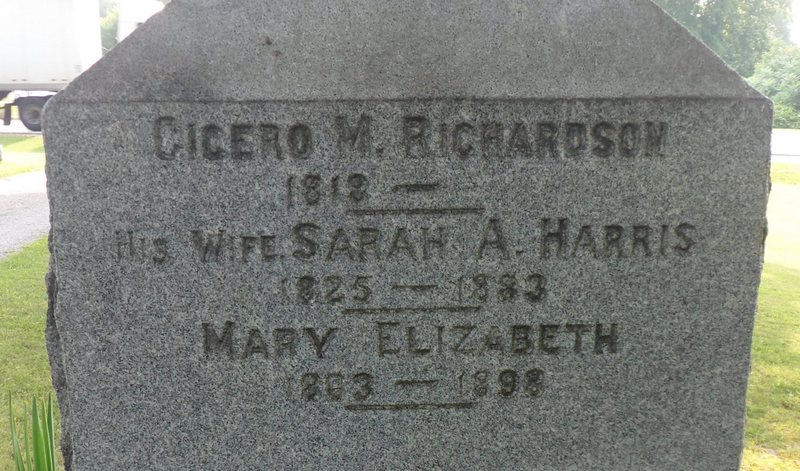 CICERO M. RICHARDSON
1818 —
HIS WIFE. SARAH A. HARRIS
1825 — 1883
MARY ELIZABETH
1863 — 1898